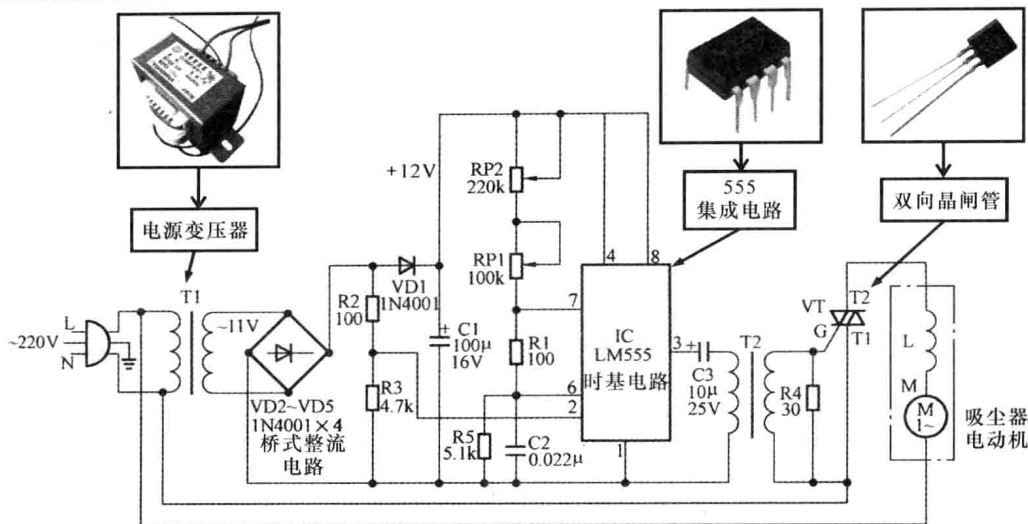 555
集成电路
双向晶闸管
电源变压器
+12V
RP2
220k
RP1
100k
4
8
7
6
2
3
1
T1
~11V
L
~220V
N
VD1
1N4001
R2
100
R3
4.7k
C1
100μ
16V
+
R1
100
R5
5.1k
C2
0.022μ
IC
LM555
时基电路
+
C3
10μ
25V
T2
R4
30
VT
T2
G
T1
L
M
M
1~
吸尘器
电动机
VD2~VD5
1N4001×4
桥式整流
电路